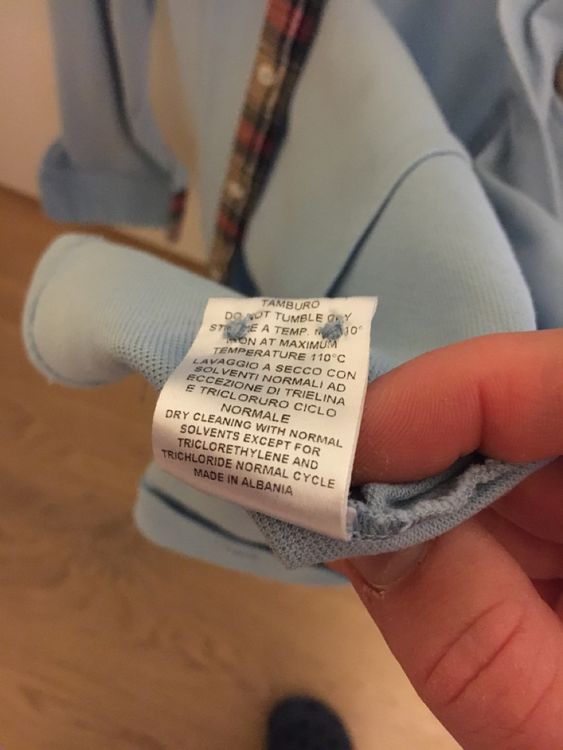 TAMBURO
DO NOT TUMBLE DRY
A TEMP.
IRON AT MAXIMUM
TEMPERATURE 110°C
LAVAGGIO A SECCO CON
SOLVENTI NORMALI AD
ECCEZIONE DI TRIELINA
E TRICLORURO CICLO
NORMALE
DRY CLEANING WITH NORMAL
SOLVENTS EXCEPT FOR
TRICLORETHYLENE AND
TRICHLORIDE NORMAL CYCLE
MADE IN ALBANIA